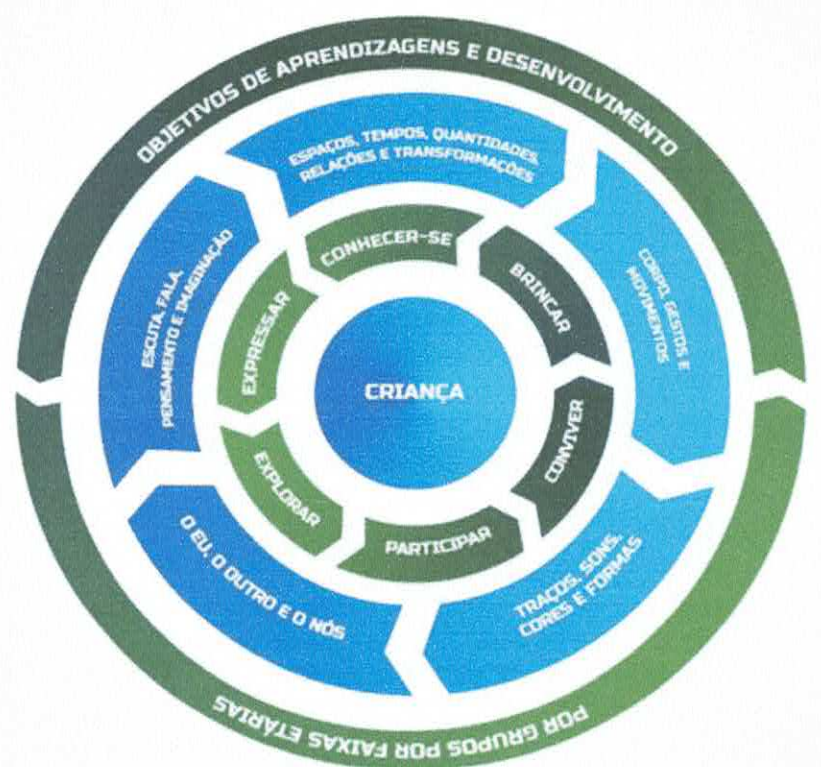 OBJETIVOS DE APRENDIZAGENS E DESENVOLVIMENTO
ESPAÇOS, TEMPOS, QUANTIDADES,
RELAÇÕES E TRANSFORMAÇÕES
CORPO, GESTOS E
MOVIMENTOS
TRAÇOS, SONS,
CORES E FORMAS
O EU, O OUTRO E O NÓS
ESCUTA, FALA,
PENSAMENTO E IMAGINAÇÃO
CONHECER-SE
BRINCAR
CONVIVER
PARTICIPAR
EXPLORAR
EXPRESSAR
CRIANÇA
POR GRUPOS POR FAIXAS ETÁRIAS